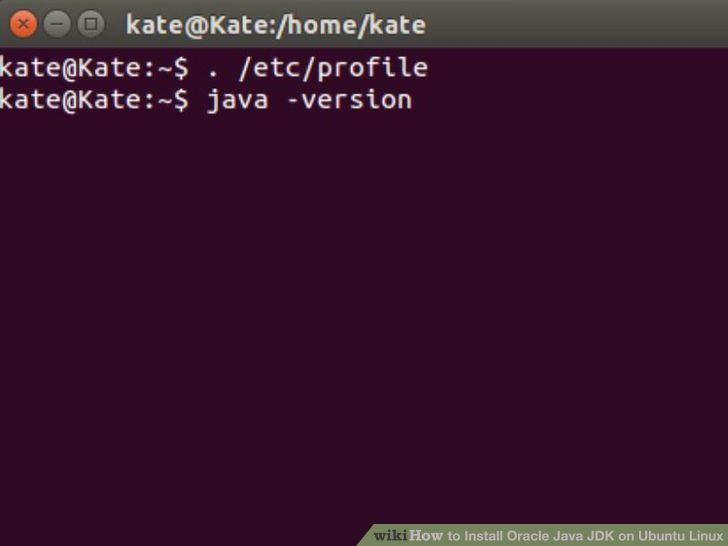 kate@Kate:/home/kate
kate@Kate:~$ . /etc/profile
kate@Kate:~$ java -version
wikiHow to Install Oracle Java JDK on Ubuntu Linux